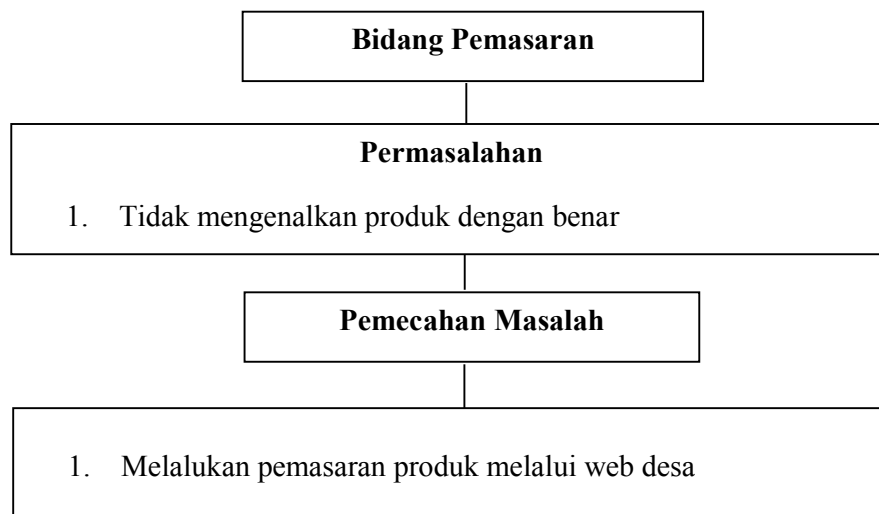 Bidang Pemasaran
Permasalahan
1. Tidak mengenalkan produk dengan benar
Pemecahan Masalah
1. Melalukan pemasaran produk melalui web desa